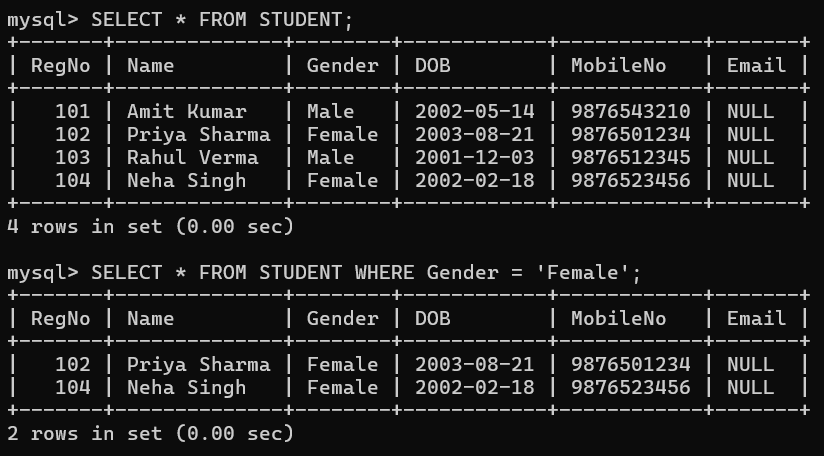 mysql> SELECT * FROM STUDENT;
+-------+--------------+--------+------------+------------+-------+
| RegNo | Name         | Gender | DOB        | MobileNo   | Email |
+-------+--------------+--------+------------+------------+-------+
|   101 | Amit Kumar   | Male   | 2002-05-14 | 9876543210 | NULL  |
|   102 | Priya Sharma | Female | 2003-08-21 | 9876501234 | NULL  |
|   103 | Rahul Verma  | Male   | 2001-12-03 | 9876512345 | NULL  |
|   104 | Neha Singh   | Female | 2002-02-18 | 9876523456 | NULL  |
+-------+--------------+--------+------------+------------+-------+
4 rows in set (0.00 sec)

mysql> SELECT * FROM STUDENT WHERE Gender = 'Female';
+-------+--------------+--------+------------+------------+-------+
| RegNo | Name         | Gender | DOB        | MobileNo   | Email |
+-------+--------------+--------+------------+------------+-------+
|   102 | Priya Sharma | Female | 2003-08-21 | 9876501234 | NULL  |
|   104 | Neha Singh   | Female | 2002-02-18 | 9876523456 | NULL  |
+-------+--------------+--------+------------+------------+-------+
2 rows in set (0.00 sec)